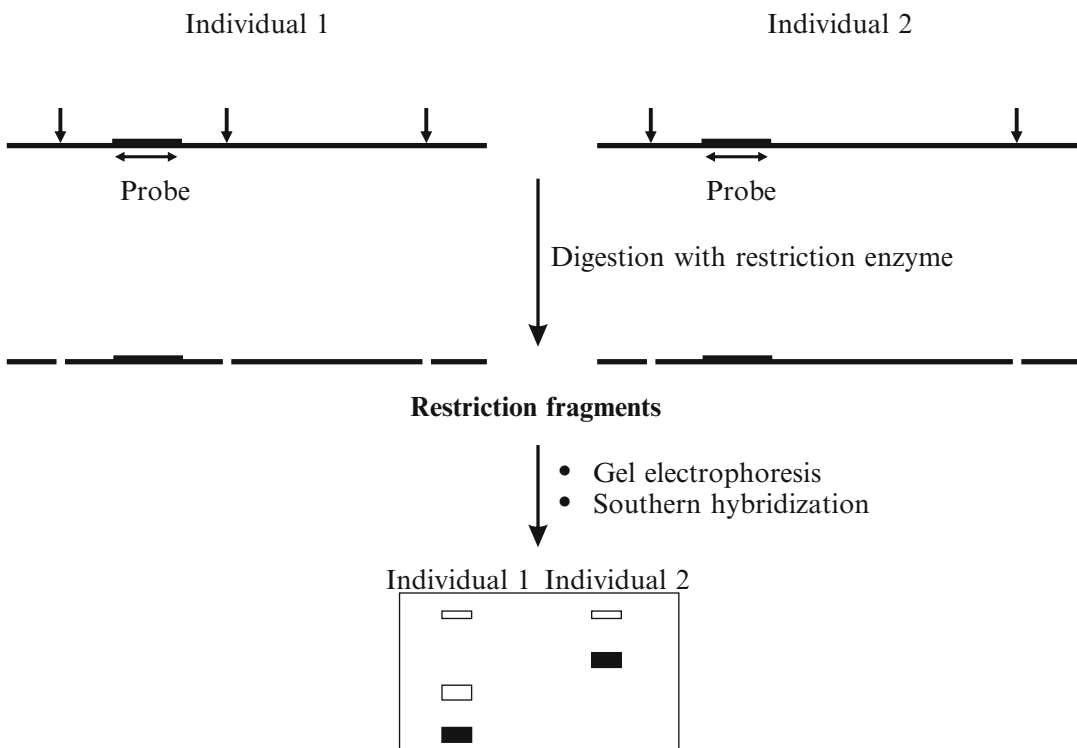 Individual 1
Individual 2
Probe
Probe
Digestion with restriction enzyme
Restriction fragments
• Gel electrophoresis
• Southern hybridization
Individual 1 Individual 2